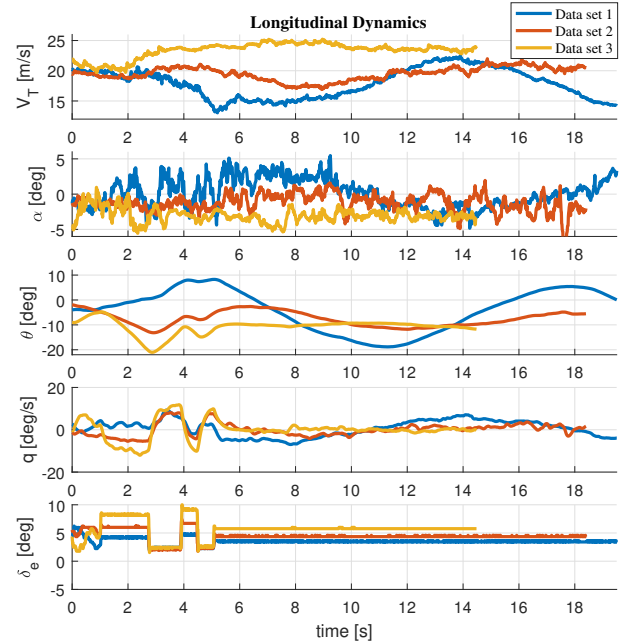 Longitudinal Dynamics
Data set 1
Data set 2
Data set 3
V_T [m/s]
25
20
15
0 2 4 6 8 10 12 14 16 18
α [deg]
5
0
-5
0 2 4 6 8 10 12 14 16 18
θ [deg]
10
0
-10
-20
0 2 4 6 8 10 12 14 16 18
q [deg/s]
20
0
-20
0 2 4 6 8 10 12 14 16 18
δ_e [deg]
10
5
0
-5
0 2 4 6 8 10 12 14 16 18
time [s]